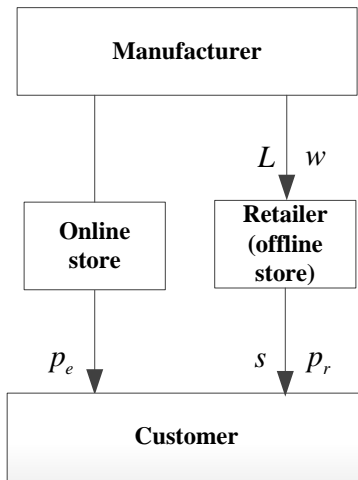 Manufacturer
L w
Online
store
Retailer
(offline
store)
p_e
s p_r
Customer